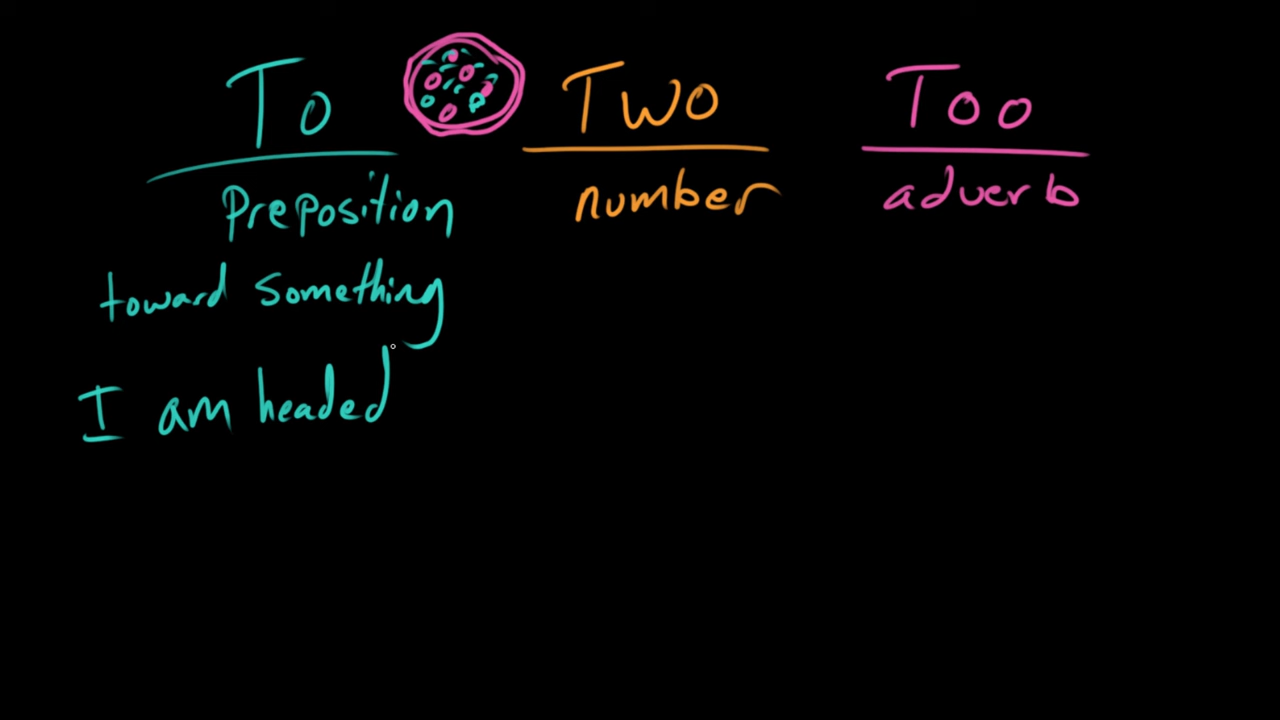 To Two Too
preposition number adverb
toward something
I am headed